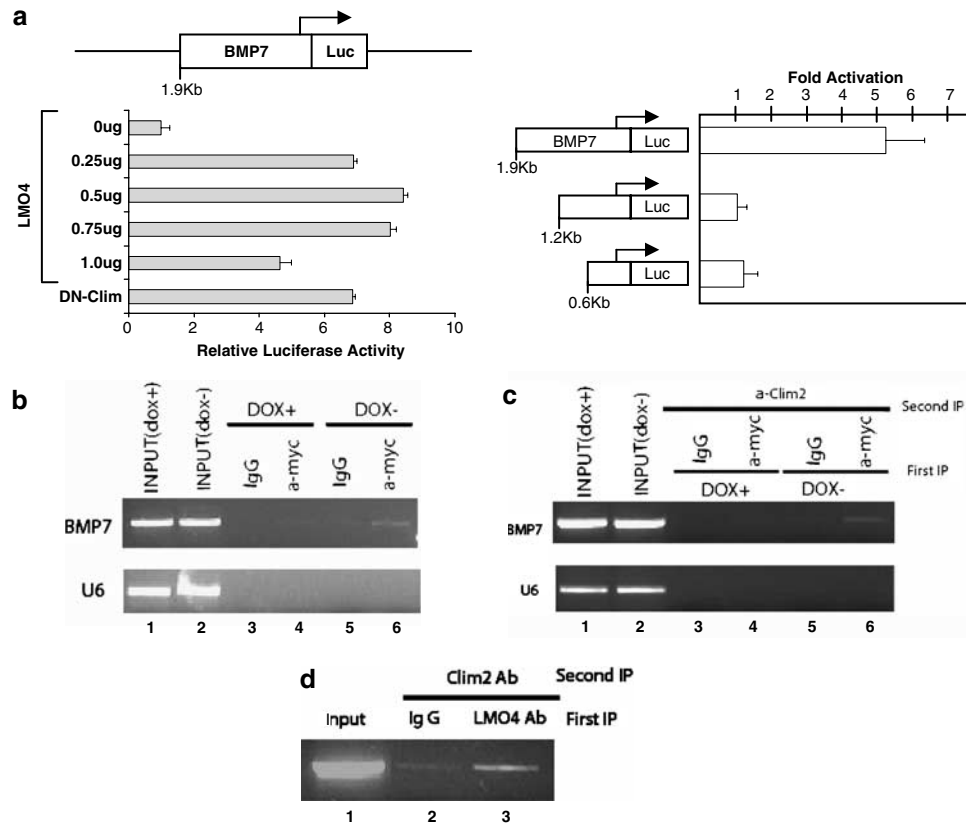 a
BMP7 Luc
1.9Kb
LMO4
0ug
0.25ug
0.5ug
0.75ug
1.0ug
DN-Clim
0 2 4 6 8 10
Relative Luciferase Activity
Fold Activation
1 2 3 4 5 6 7
BMP7 Luc
1.9Kb
Luc
1.2Kb
Luc
0.6Kb
b
INPUT(dox+) INPUT(dox-) DOX+ DOX-
IgG a-myc IgG a-myc
BMP7
U6
1 2 3 4 5 6
c
INPUT(dox+) INPUT(dox-) a-Clim2 Second IP
IgG a-myc IgG a-myc First IP
DOX+ DOX-
BMP7
U6
1 2 3 4 5 6
d
Clim2 Ab Second IP
Input Ig G LMO4 Ab First IP
1 2 3